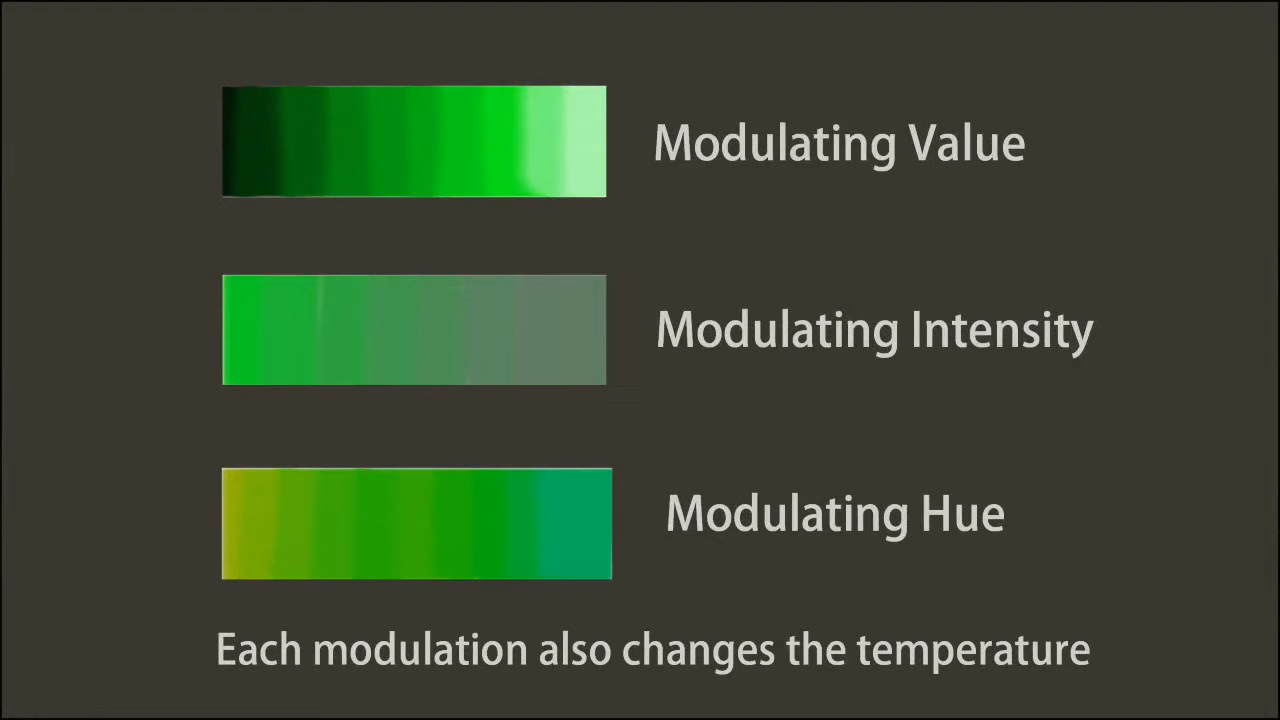 Modulating Value
Modulating Intensity
Modulating Hue
Each modulation also changes the temperature